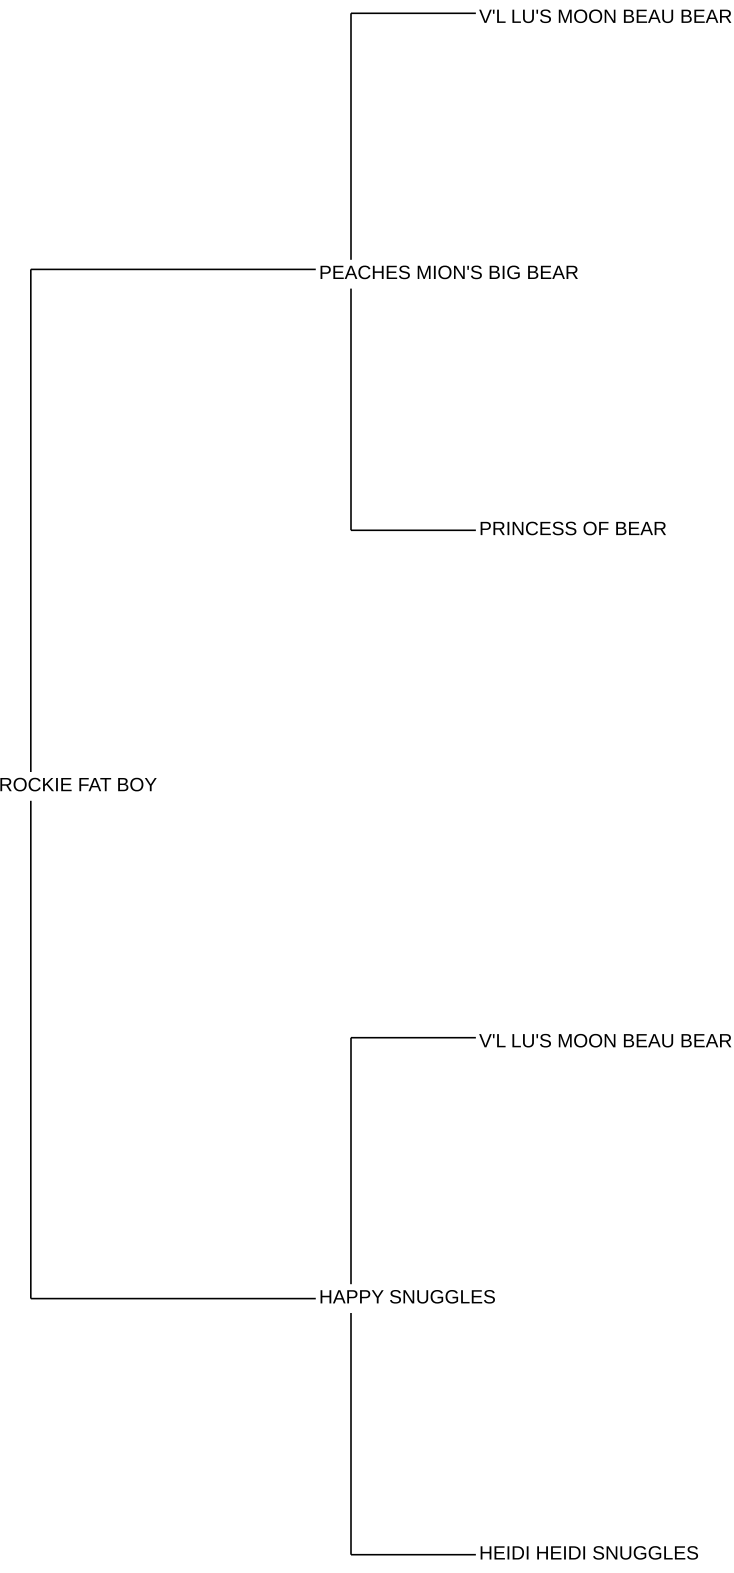 V'L LU'S MOON BEAU BEAR
PEACHES MION'S BIG BEAR
PRINCESS OF BEAR
ROCKIE FAT BOY
V'L LU'S MOON BEAU BEAR
HAPPY SNUGGLES
HEIDI HEIDI SNUGGLES